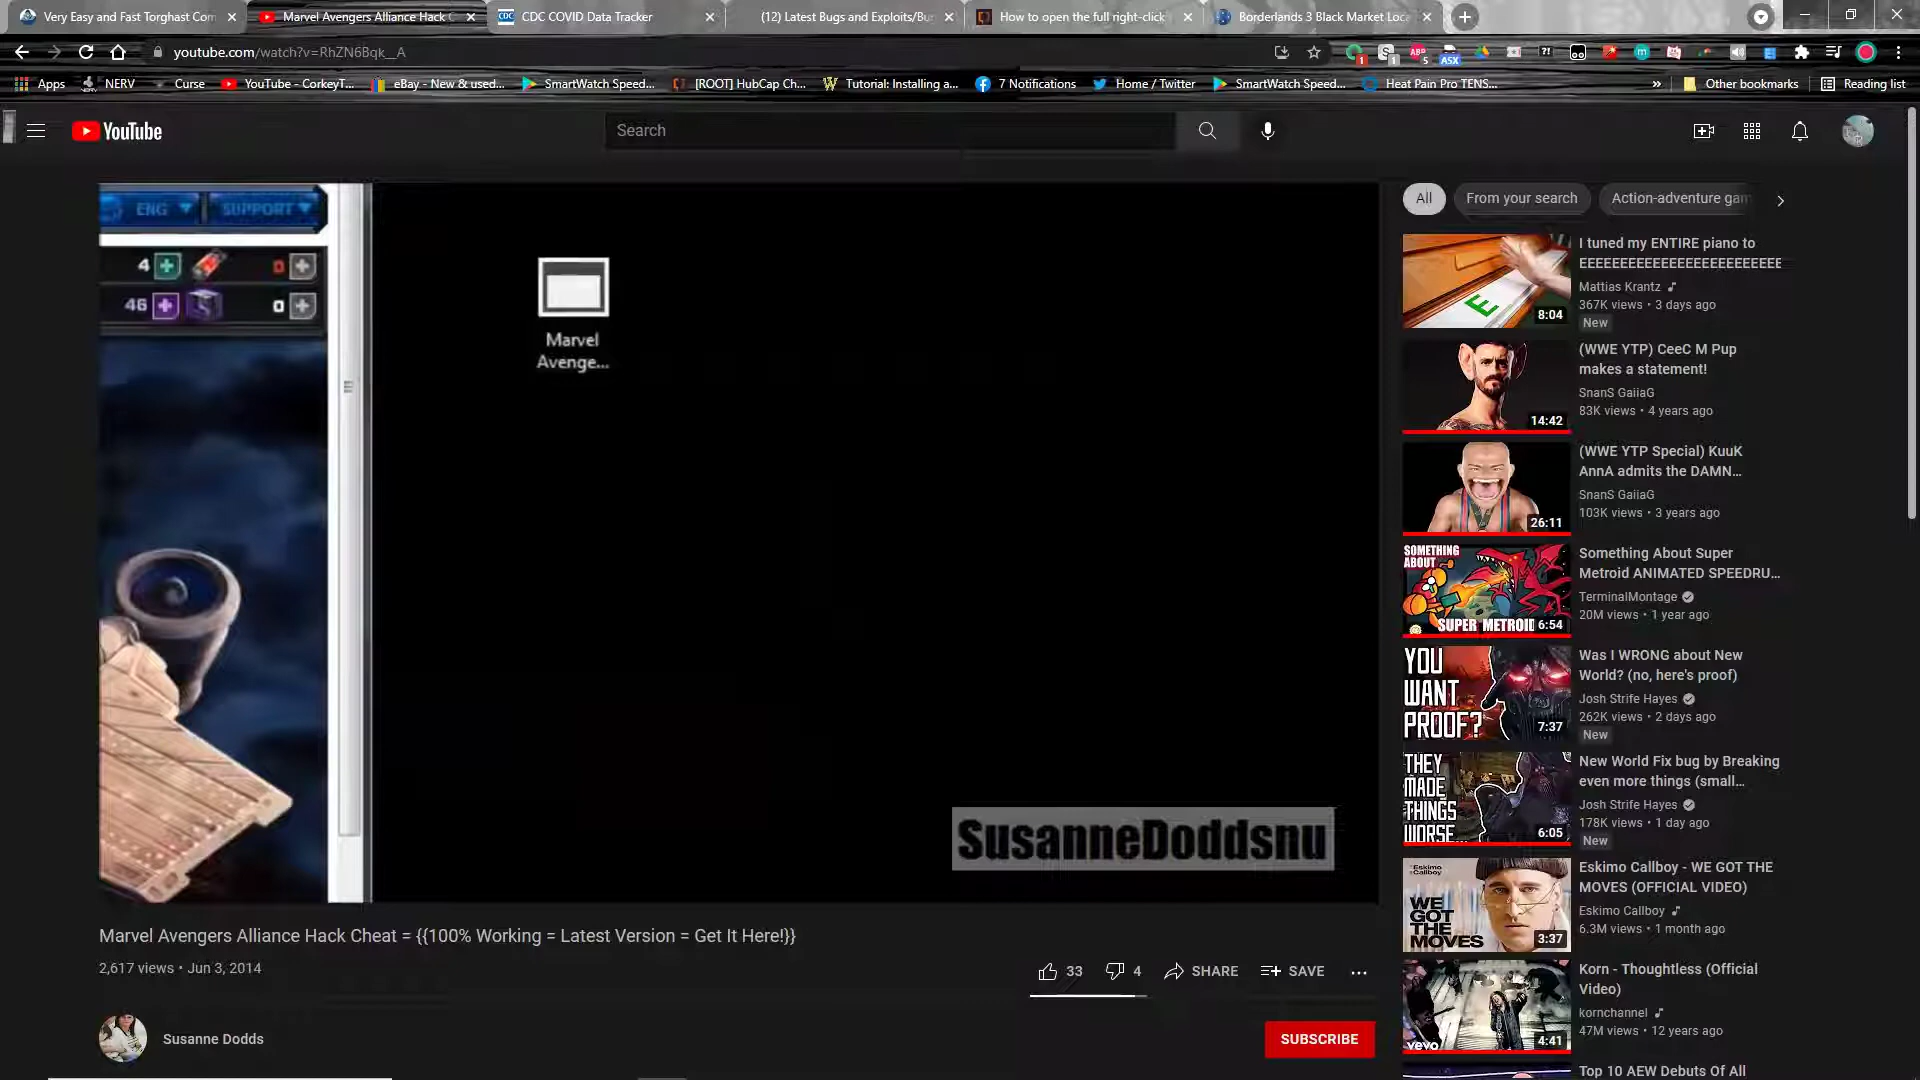 Very Easy and Fast Torghast Com
Marvel Avengers Alliance Hack C
CDC COVID Data Tracker
(12) Latest Bugs and Exploits/Bu
How to open the full right-click
Borderlands 3 Black Market Loca
youtube.com/watch?v=RhZN6Bqk__A
Apps
NERV
Curse
YouTube - CorkeyT...
eBay - New & used...
SmartWatch Speed...
[ROOT] HubCap Ch...
Tutorial: Installing a...
7 Notifications
Home / Twitter
SmartWatch Speed...
Heat Pain Pro TENS...
»
Other bookmarks
Reading list
YouTube
Search
ENG
SUPPORT
4
0
46
0
Marvel
Avenge...
SusanneDoddsnu
Marvel Avengers Alliance Hack Cheat = {{100% Working = Latest Version = Get It Here!}}
2,617 views • Jun 3, 2014
33
4
SHARE
SAVE
Susanne Dodds
SUBSCRIBE
All
From your search
Action-adventure gam
E
8:04
I tuned my ENTIRE piano to
EEEEEEEEEEEEEEEEEEEEEEEEE
Mattias Krantz
367K views • 3 days ago
New
14:42
(WWE YTP) CeeC M Pup
makes a statement!
SnanS GaiiaG
83K views • 4 years ago
26:11
(WWE YTP Special) KuuK
AnnA admits the DAMN...
SnanS GaiiaG
103K views • 3 years ago
SOMETHING
ABOUT
SUPER METROID
6:54
Something About Super
Metroid ANIMATED SPEEDRU...
TerminalMontage
20M views • 1 year ago
YOU
WANT
PROOF?
7:37
Was I WRONG about New
World? (no, here's proof)
Josh Strife Hayes
262K views • 2 days ago
New
THEY
MADE
THINGS
WORSE...
6:05
New World Fix bug by Breaking
even more things (small...
Josh Strife Hayes
178K views • 1 day ago
New
Eskimo
Callboy
WE
GOT
THE
MOVES
3:37
Eskimo Callboy - WE GOT THE
MOVES (OFFICIAL VIDEO)
Eskimo Callboy
6.3M views • 1 month ago
vevo
4:41
Korn - Thoughtless (Official
Video)
kornchannel
47M views • 12 years ago
Top 10 AEW Debuts Of All